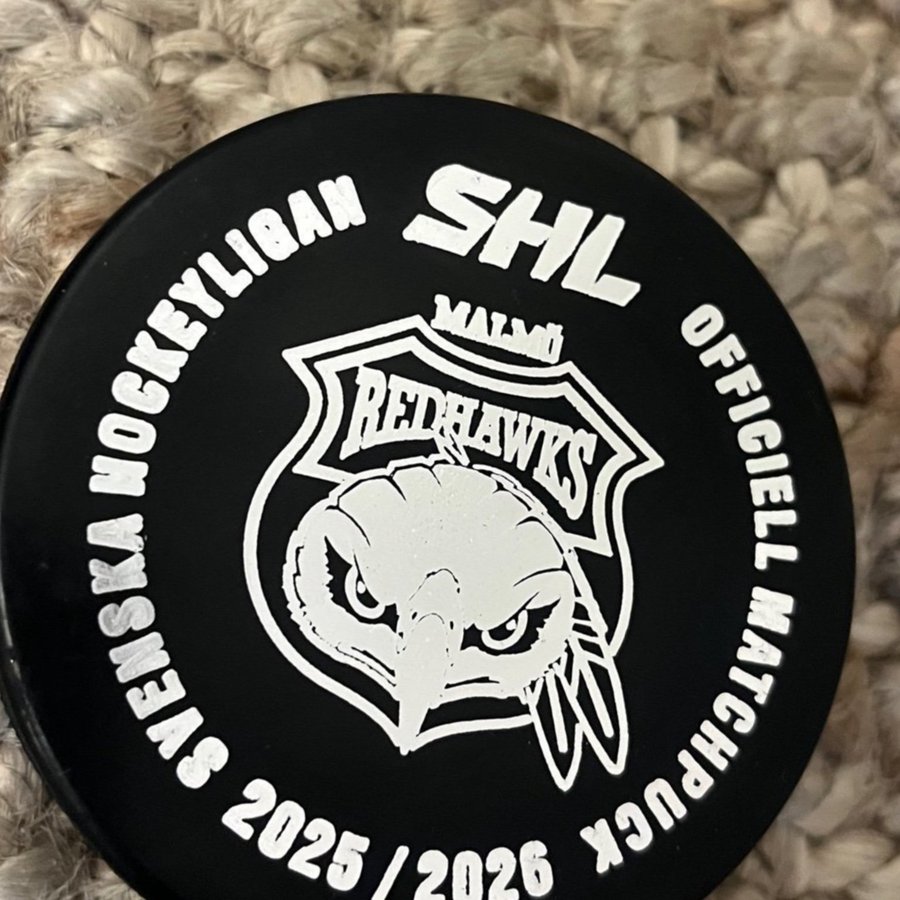 SHL
MALMÖ
REDHAWKS
SVENSKA HOCKEYLIGAN
OFFICIELL MATCHPUCK
2025/2026